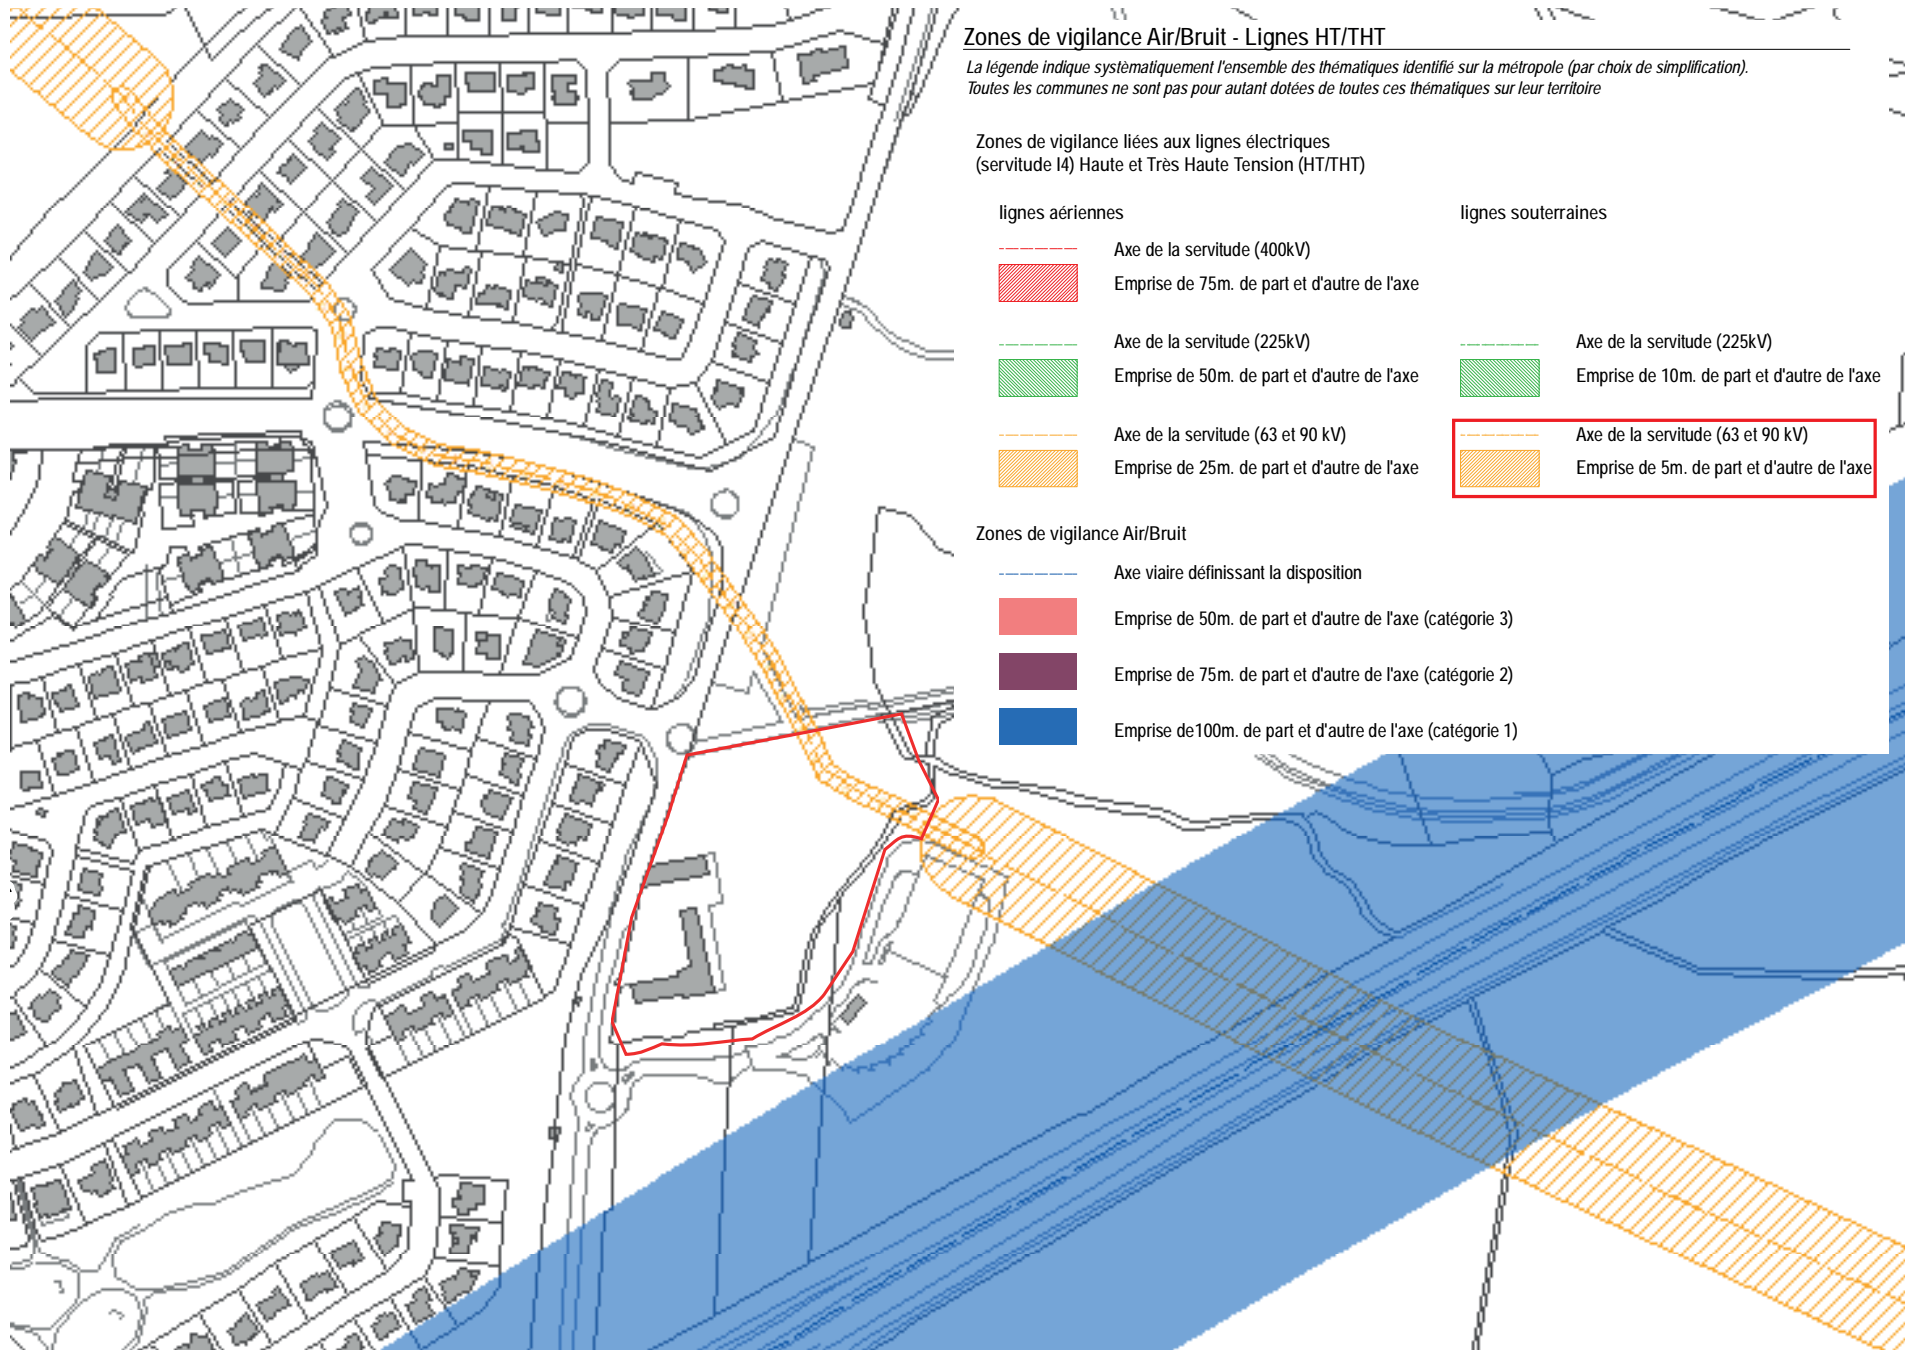 Zones de vigilance Air/Bruit - Lignes HT/THT
La légende indique systèmatiquement l'ensemble des thématiques identifié sur la métropole (par choix de simplification).
Toutes les communes ne sont pas pour autant dotées de toutes ces thématiques sur leur territoire
Zones de vigilance liées aux lignes électriques
(servitude I4) Haute et Très Haute Tension (HT/THT)
lignes aériennes
lignes souterraines
Axe de la servitude (400kV)
Emprise de 75m. de part et d'autre de l'axe
Axe de la servitude (225kV)
Axe de la servitude (225kV)
Emprise de 50m. de part et d'autre de l'axe
Emprise de 10m. de part et d'autre de l'axe
Axe de la servitude (63 et 90 kV)
Axe de la servitude (63 et 90 kV)
Emprise de 25m. de part et d'autre de l'axe
Emprise de 5m. de part et d'autre de l'axe
Zones de vigilance Air/Bruit
Axe viaire définissant la disposition
Emprise de 50m. de part et d'autre de l'axe (catégorie 3)
Emprise de 75m. de part et d'autre de l'axe (catégorie 2)
Emprise de100m. de part et d'autre de l'axe (catégorie 1)